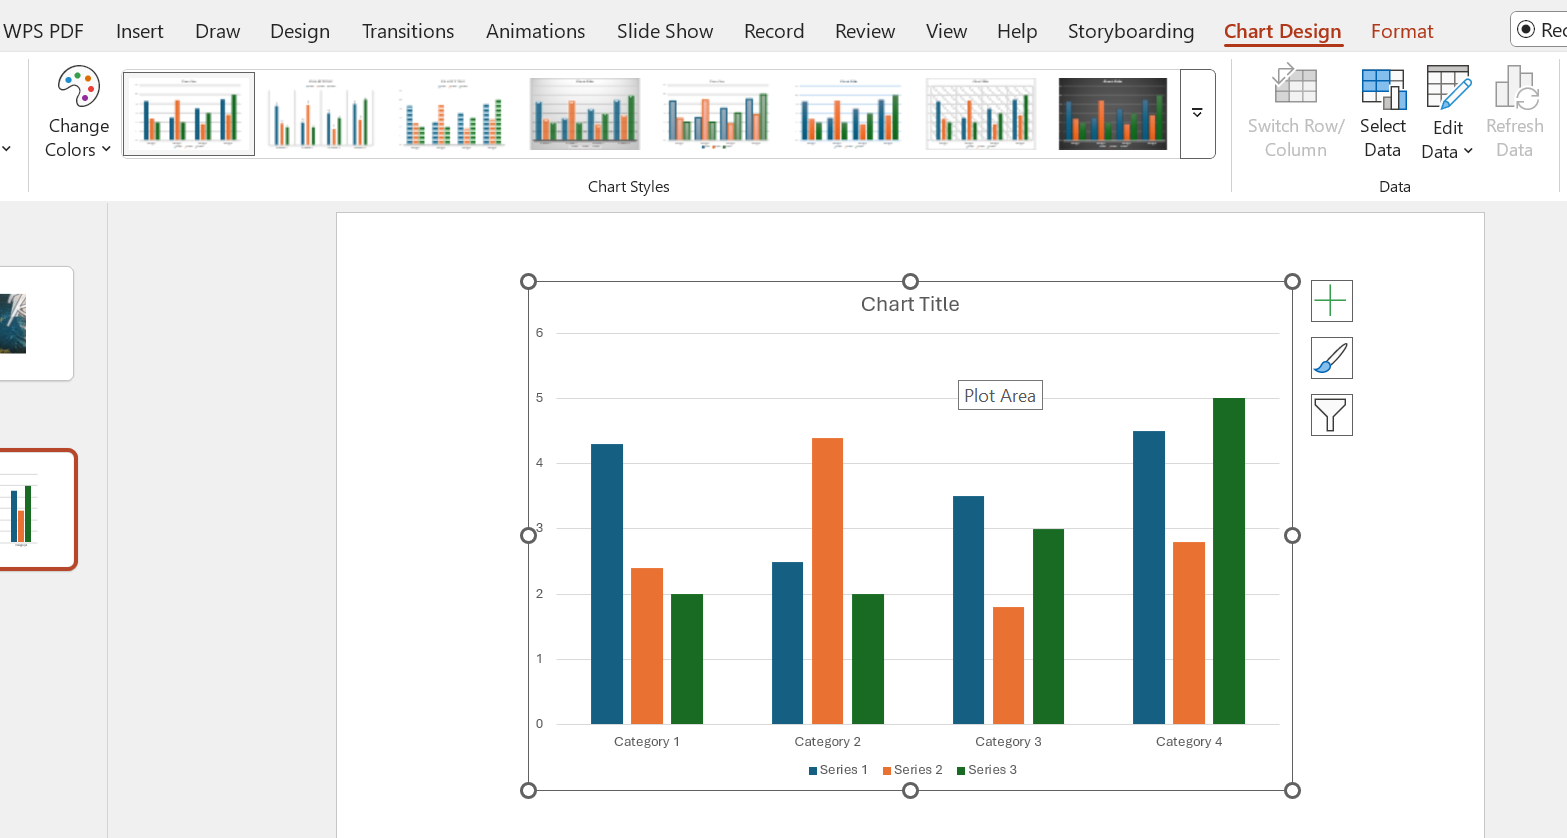 WPS PDF Insert Draw Design Transitions Animations Slide Show Record Review View Help Storyboarding Chart Design Format
Change
Colors
Switch Row/
Column
Select
Data
Edit
Data
Refresh
Data
Chart Styles
Data
Chart Title
6
5
4
3
2
1
0
Plot Area
Category 1 Category 2 Category 3 Category 4
Series 1 Series 2 Series 3